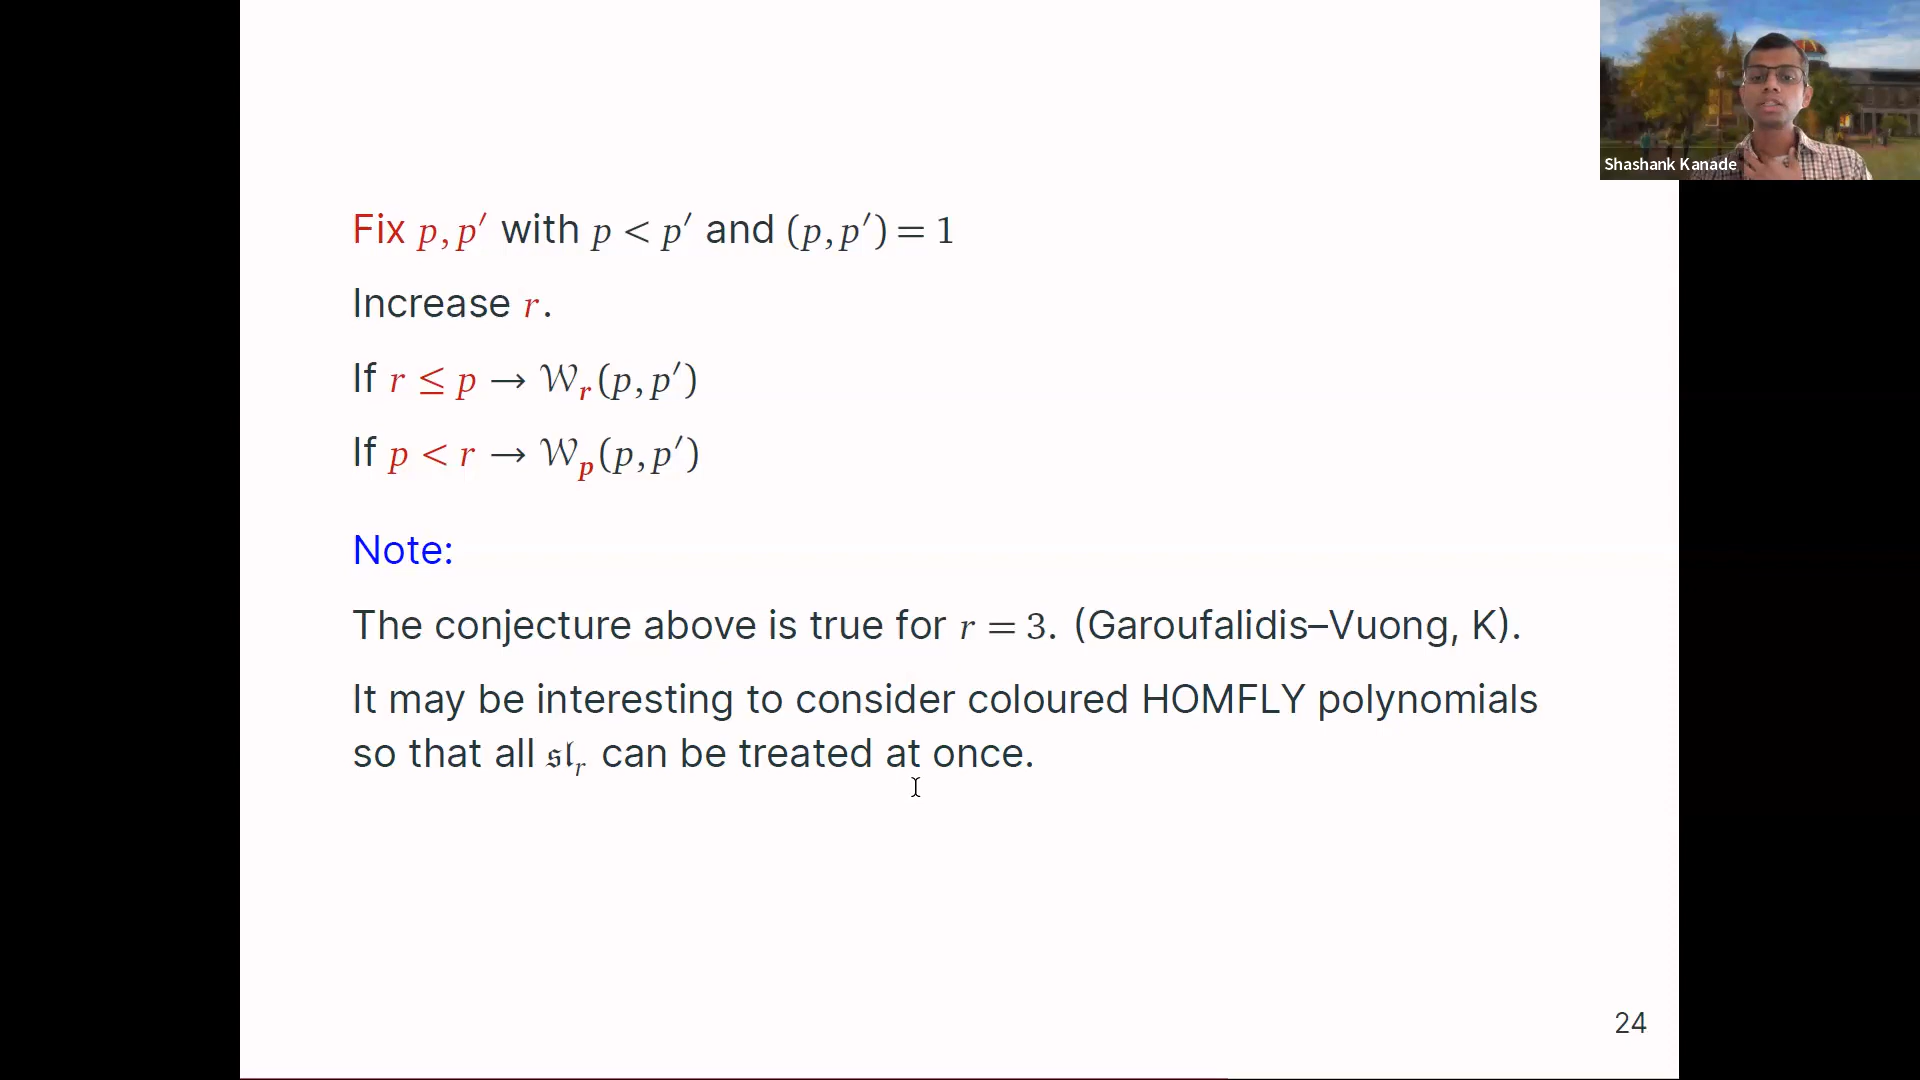 Shashank Kanade
Fix p, p′ with p < p′ and (p, p′) = 1
Increase r.
If r ≤ p → 𝒲_r(p, p′)
If p < r → 𝒲_p(p, p′)
Note:
The conjecture above is true for r = 3. (Garoufalidis–Vuong, K).
It may be interesting to consider coloured HOMFLY polynomials
so that all 𝔰𝔩_r can be treated at once.
24